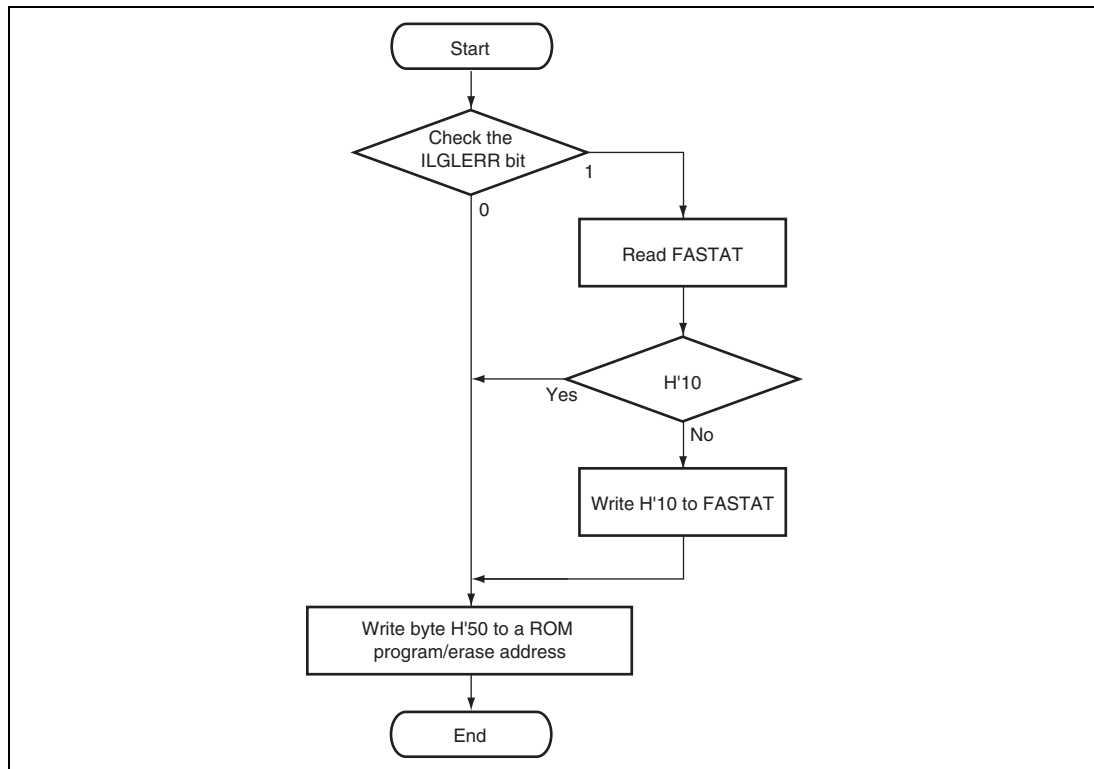 Start
Check the
ILGLERR bit
1
0
Read FASTAT
H'10
Yes
No
Write H'10 to FASTAT
Write byte H'50 to a ROM
program/erase address
End